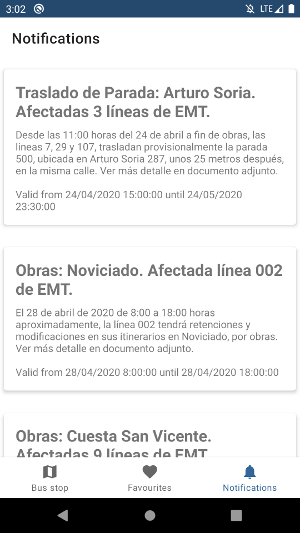 3:02
LTE
Notifications
Traslado de Parada: Arturo Soria.
Afectadas 3 líneas de EMT.
Desde las 11:00 horas del 24 de abril a fin de obras, las
líneas 7, 29 y 107, trasladan provisionalmente la parada
500, ubicada en Arturo Soria 287, unos 25 metros después,
en la misma calle. Ver más detalle en documento adjunto.
Valid from 24/04/2020 15:00:00 until 24/05/2020
23:30:00
Obras: Noviciado. Afectada línea 002
de EMT.
El 28 de abril de 2020 de 8:00 a 18:00 horas
aproximadamente, la línea 002 tendrá retenciones y
modificaciones en sus itinerarios en Noviciado, por obras.
Ver más detalle en documento adjunto.
Valid from 28/04/2020 8:00:00 until 28/04/2020 18:00:00
Obras: Cuesta San Vicente.
Afectadas 9 líneas de EMT.
Bus stop
Favourites
Notifications